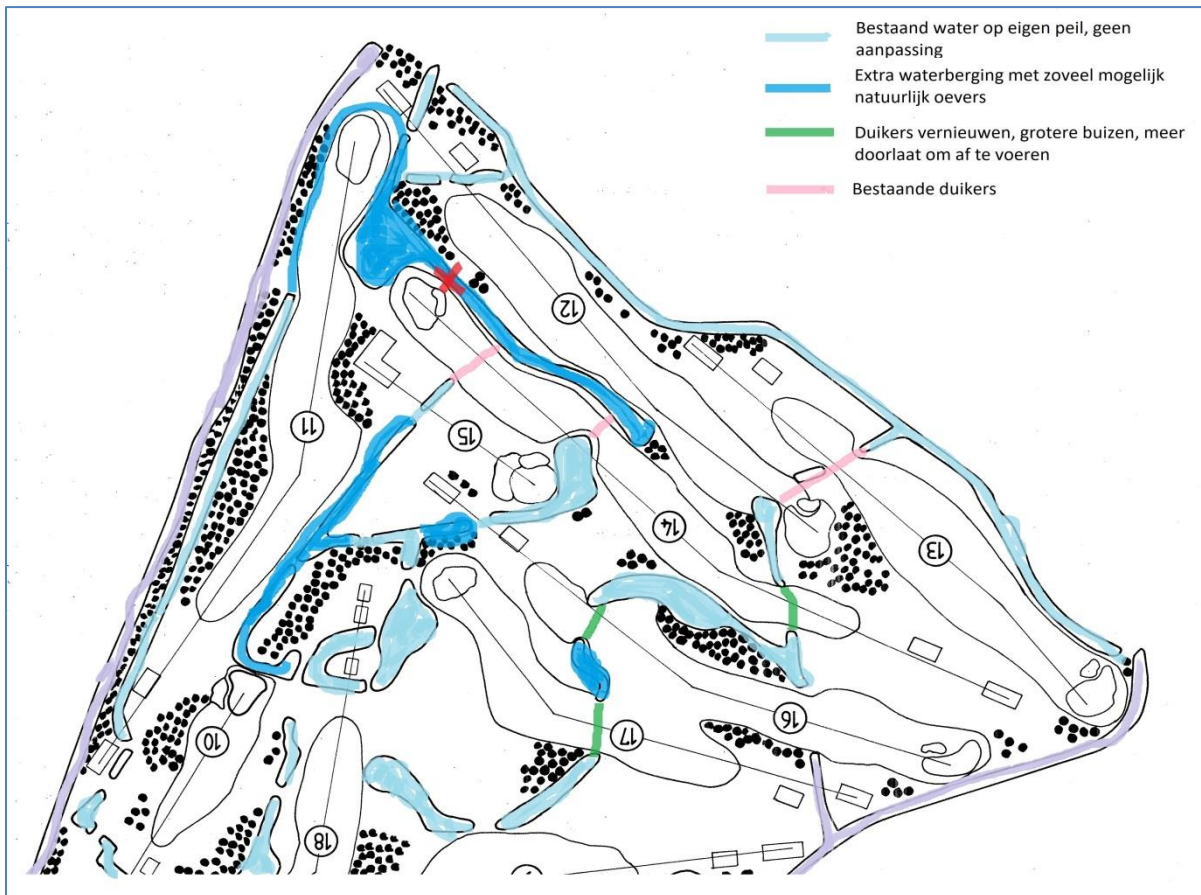 Bestaand water op eigen peil, geen
aanpassing
Extra waterberging met zoveel mogelijk
natuurlijk oevers
Duikers vernieuwen, grotere buizen, meer
doorlaat om af te voeren
Bestaande duikers
12
11
15
14
13
16
17
10
18